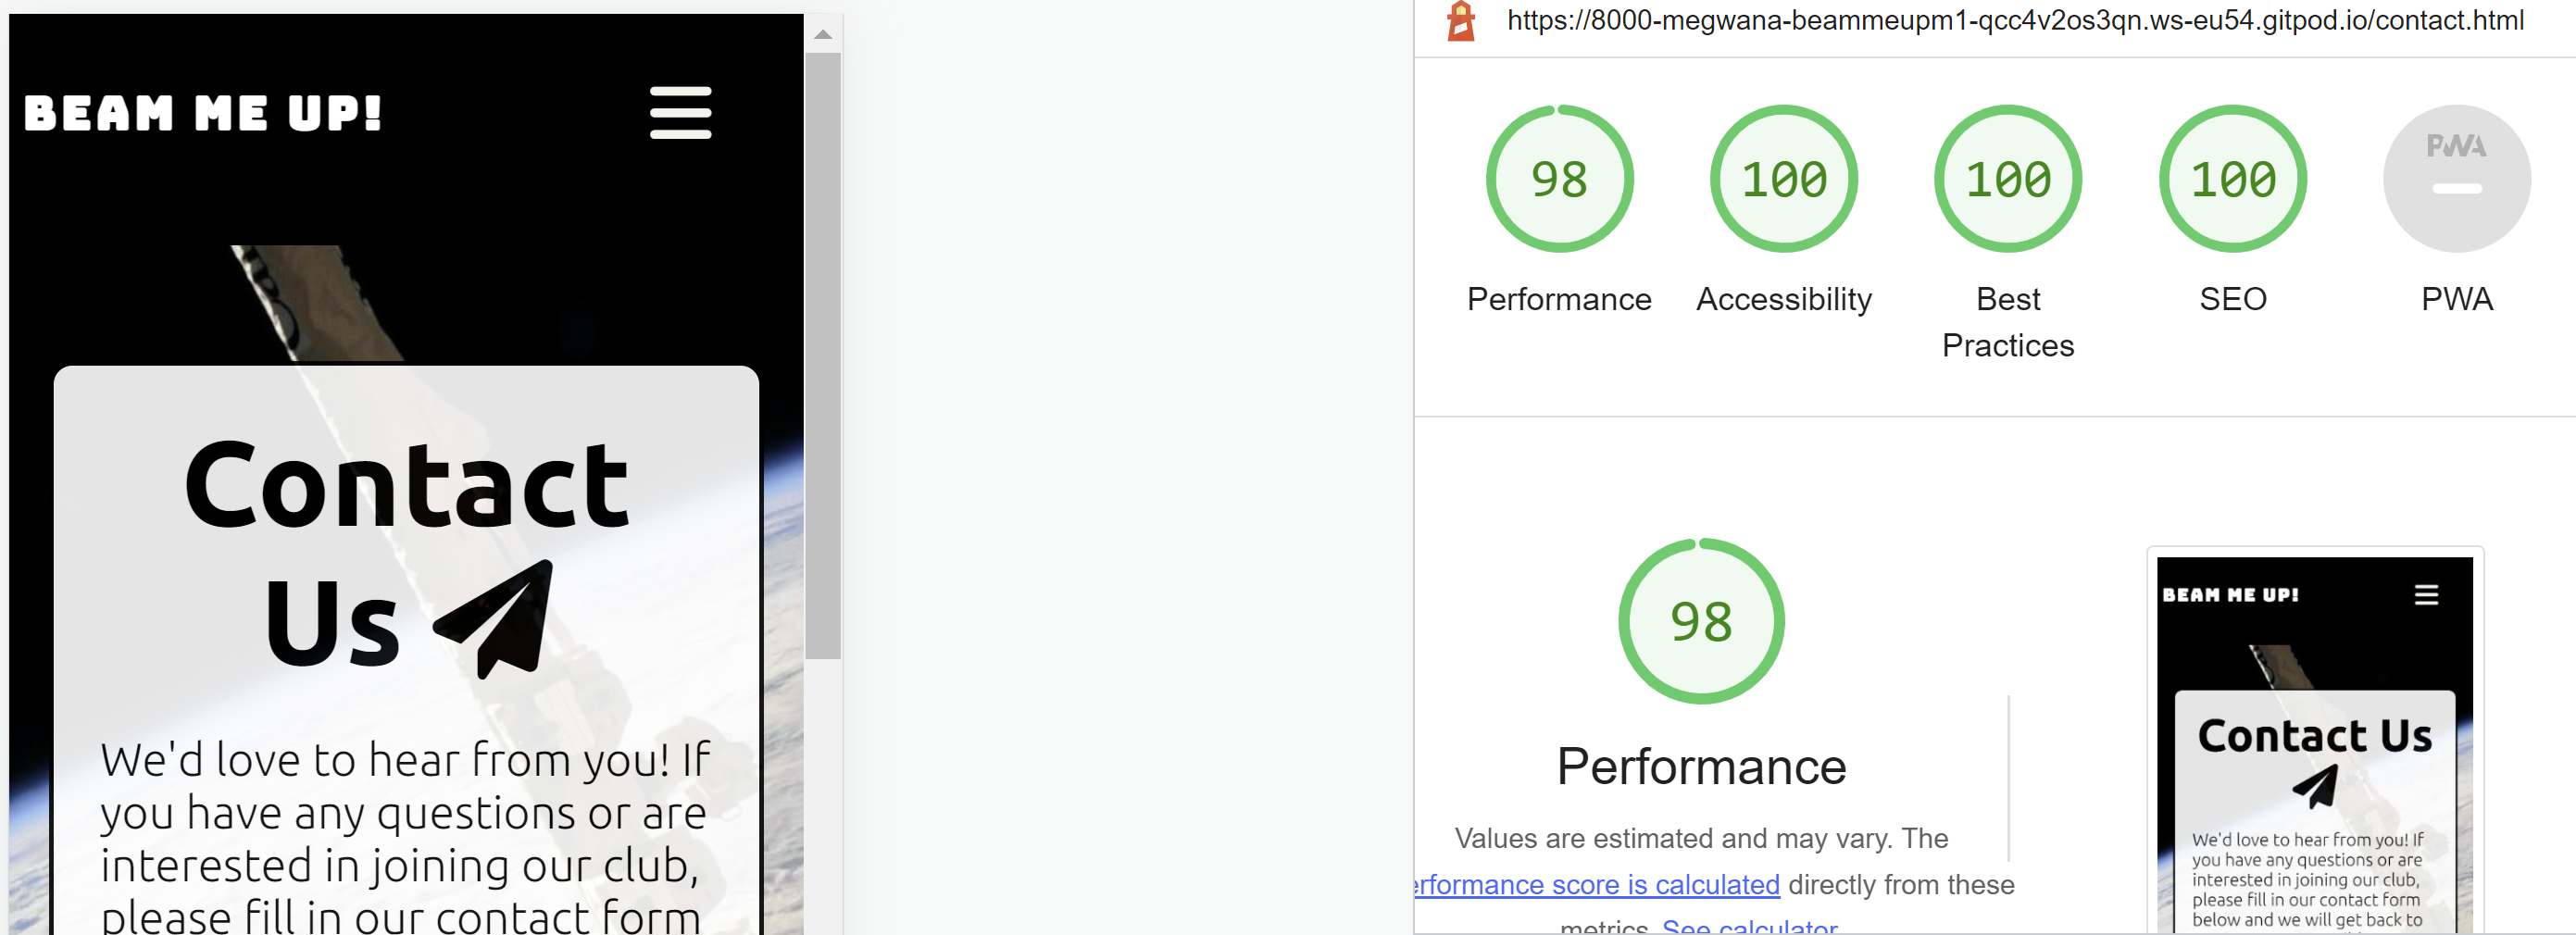 BEAM ME UP!
Contact
Us
We'd love to hear from you! If
you have any questions or are
interested in joining our club,
please fill in our contact form
https://8000-megwana-beammeupm1-qcc4v2os3qn.ws-eu54.gitpod.io/contact.html
98
100
100
100
PWA
Performance
Accessibility
Best
Practices
SEO
PWA
98
Performance
Values are estimated and may vary. The
erformance score is calculated directly from these
metrics. See calculator
BEAM ME UP!
Contact Us
We'd love to hear from you! If
you have any questions or are
interested in joining our club,
please fill in our contact form
below and we will get back to